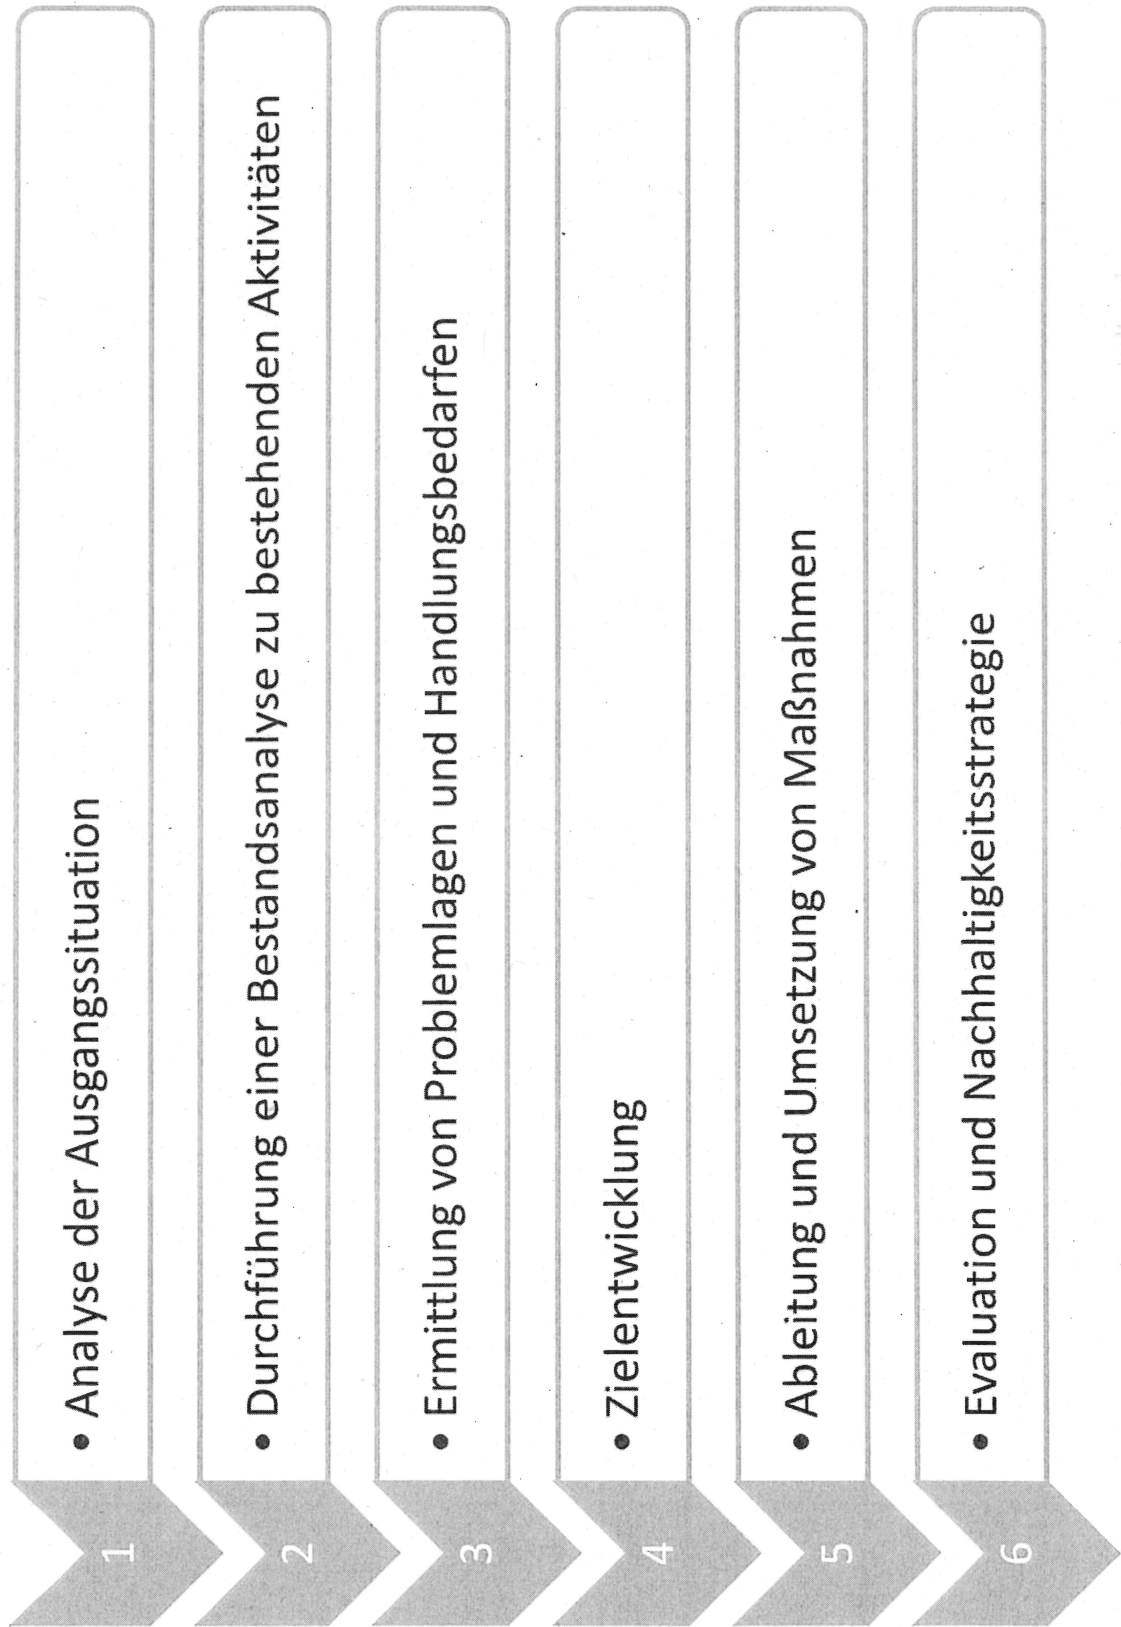 1
• Analyse der Ausgangssituation
2
• Durchführung einer Bestandsanalyse zu bestehenden Aktivitäten
3
• Ermittlung von Problemlagen und Handlungsbedarfen
4
• Zielentwicklung
5
• Ableitung und Umsetzung von Maßnahmen
6
• Evaluation und Nachhaltigkeitsstrategie